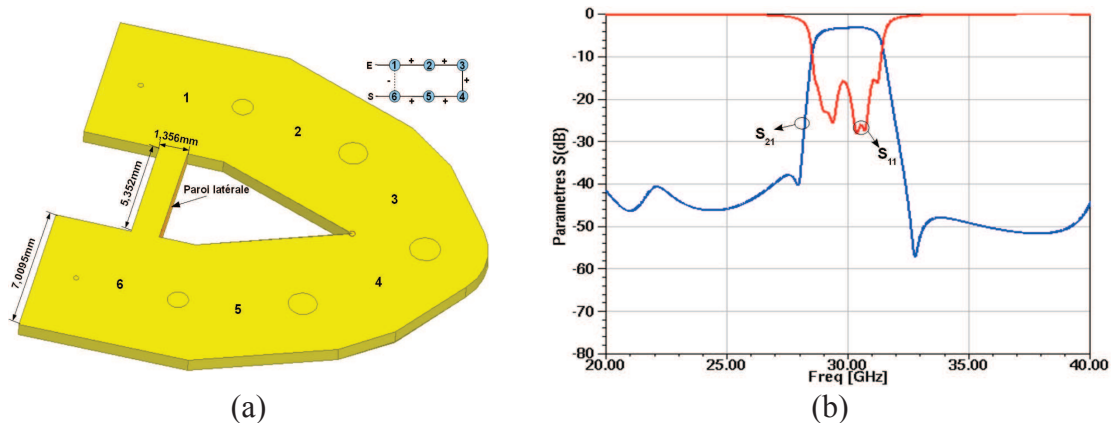 E 1 + 2 + 3
- +
S 6 + 5 + 4
1
2
3
4
5
6
1,356mm
5,352mm
7,0095mm
Paroi latérale
(a)
0
-10
-20
-30
-40
-50
-60
-70
-80
Parametres S(dB)
S21
S11
20.00 25.00 30.00 35.00 40.00
Freq [GHz]
(b)